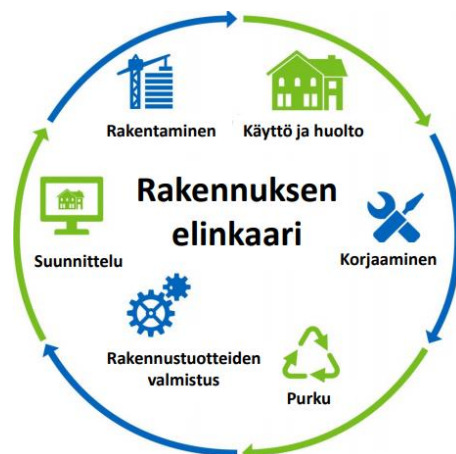 Rakentaminen
Käyttö ja huolto
Rakennuksen
elinkaari
Suunnittelu
Korjaaminen
Rakennustuotteiden
valmistus
Purku